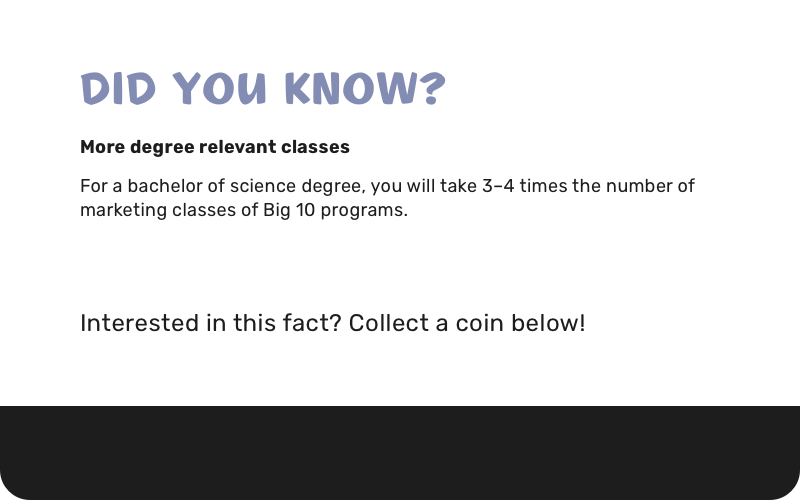 DID YOU KNOW?
More degree relevant classes
For a bachelor of science degree, you will take 3–4 times the number of
marketing classes of Big 10 programs.
Interested in this fact? Collect a coin below!